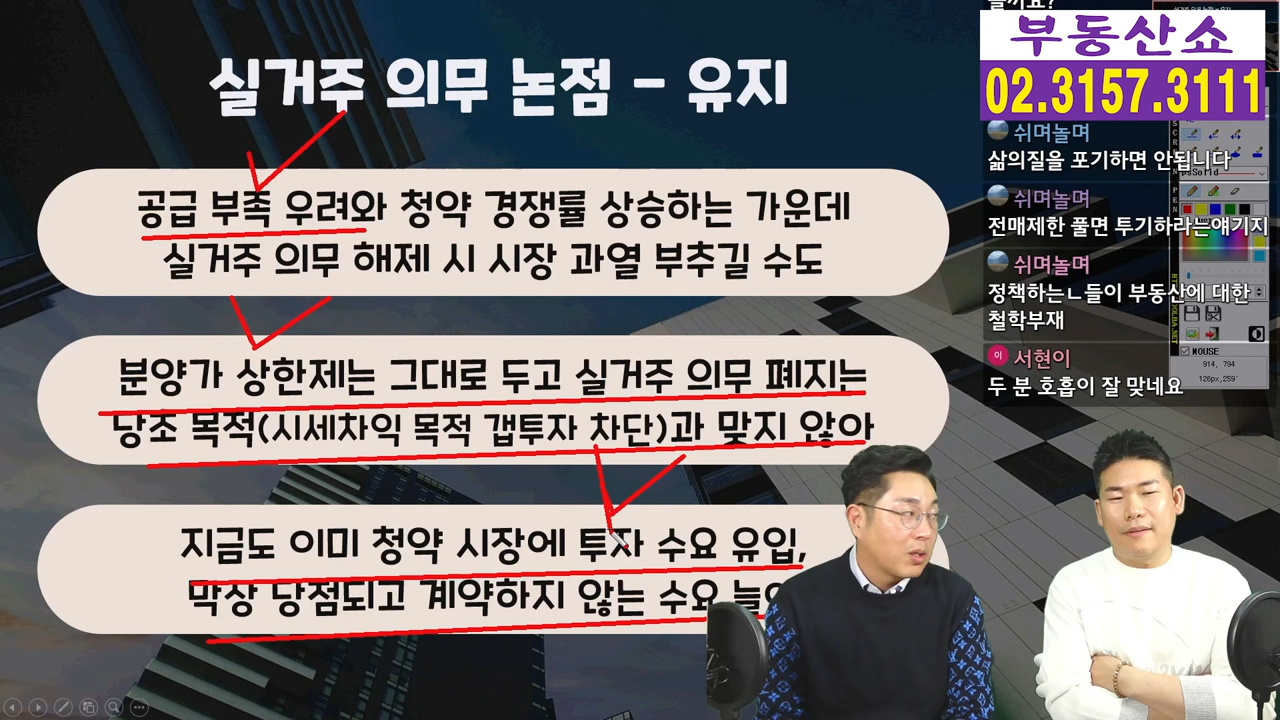 실거주 의무 논점 - 유지
공급 부족 우려와 청약 경쟁률 상승하는 가운데
실거주 의무 해제 시 시장 과열 부추길 수도
분양가 상한제는 그대로 두고 실거주 의무 폐지는
당초 목적(시세차익 목적 갭투자 차단)과 맞지 않아
지금도 이미 청약 시장에 투자 수요 유입,
막상 당점되고 계약하지 않는 수요
부동산쇼
02.3157.3111
쉬며놀며
삶의질을 포기하면 안됩니다
쉬며놀며
전매제한 풀면 투기하라는얘기지
쉬며놀며
정책하는ㄴ들이 부동산에 대한
철학부재
이 서현이
두 분 호흡이 잘 맞네요
MOUSE
914, 794
126px,259°